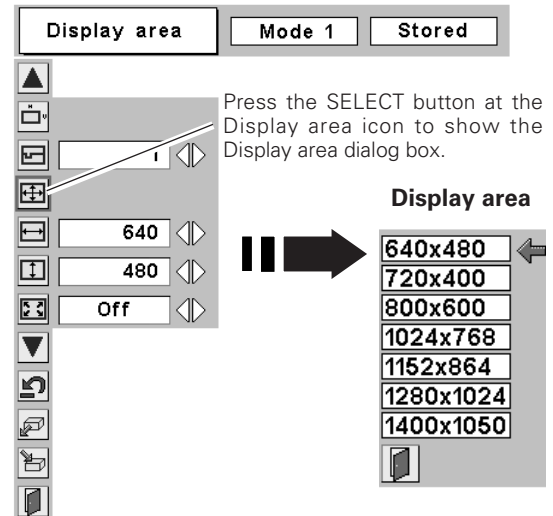 Display area
Mode 1
Stored
Press the SELECT button at the
Display area icon to show the
Display area dialog box.
1
640
480
Off
Display area
640x480
720x400
800x600
1024x768
1152x864
1280x1024
1400x1050